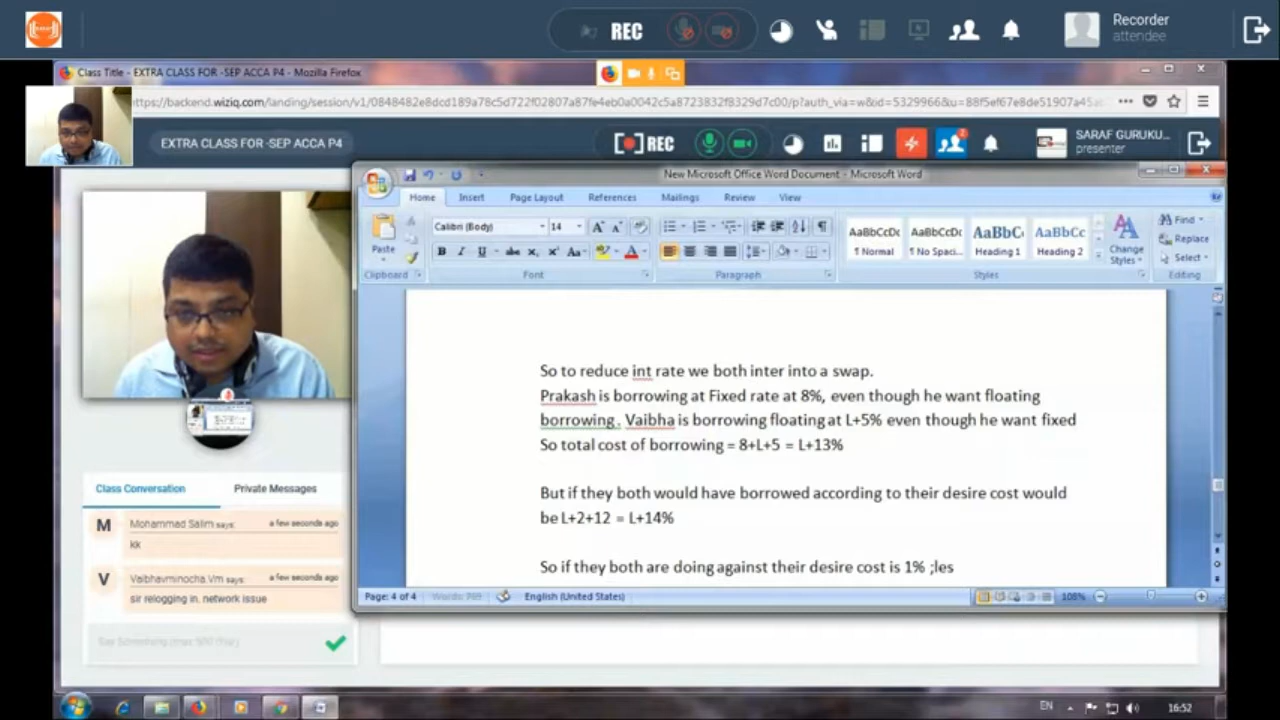 REC
Recorder
attendee
Class Title - EXTRA CLASS FOR -SEP ACCA P4 - Mozilla Firefox
EXTRA CLASS FOR -SEP ACCA P4
REC
SARAF GURUKU...
presenter
New Microsoft Office Word Document - Microsoft Word
Home Insert Page Layout References Mailings Review View
Paste
Calibri (Body) 14
AaBbCcDc AaBbCcDc AaBbC AaBbCc
¶ Normal ¶ No Spaci... Heading 1 Heading 2
Change Styles
Find
Replace
Select
Clipboard Font Paragraph Styles Editing
So to reduce int rate we both inter into a swap.
Prakash is borrowing at Fixed rate at 8%, even though he want floating
borrowing . Vaibha is borrowing floating at L+5% even though he want fixed
So total cost of borrowing = 8+L+5 = L+13%
But if they both would have borrowed according to their desire cost would
be L+2+12 = L+14%
So if they both are doing against their desire cost is 1% ;les
Page: 4 of 4 English (United States) 108%
Class Conversation Private Messages
M Mohammad Salim says: a few seconds ago
kk
V Vaibhavminocha.Vm says: a few seconds ago
sir relogging in. network issue
EN 16:52